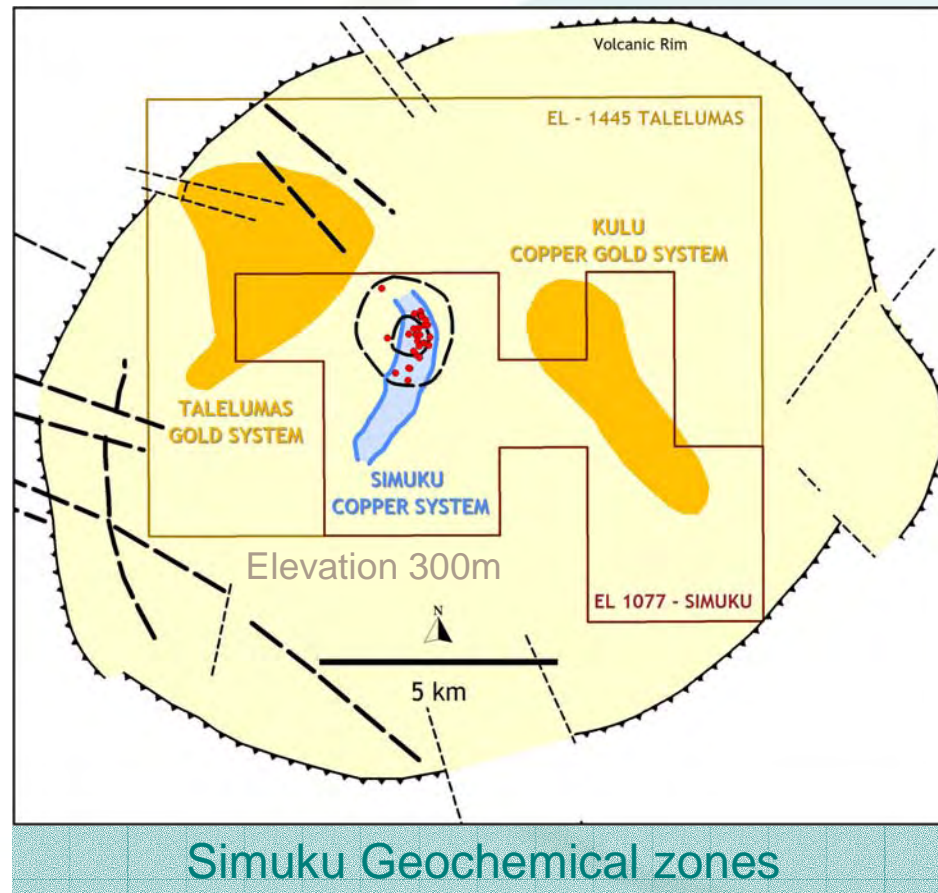 Volcanic Rim
EL - 1445 TALELUMAS
KULU
COPPER GOLD SYSTEM
TALELUMAS
GOLD SYSTEM
SIMUKU
COPPER SYSTEM
Elevation 300m
EL 1077 - SIMUKU
N
5 km
Simuku Geochemical zones